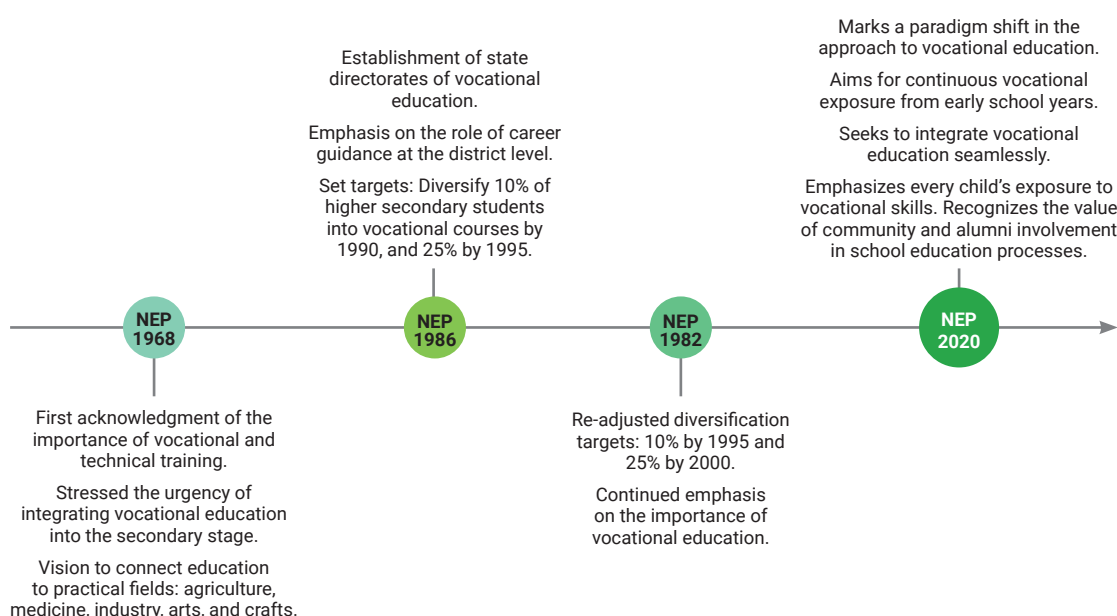 NEP
1968
First acknowledgment of the
importance of vocational and
technical training.
Stressed the urgency of
integrating vocational education
into the secondary stage.
Vision to connect education
to practical fields: agriculture,
medicine, industry, arts, and crafts.
Establishment of state
directorates of vocational
education.
Emphasis on the role of career
guidance at the district level.
Set targets: Diversify 10% of
higher secondary students
into vocational courses by
1990, and 25% by 1995.
NEP
1986
NEP
1982
Re-adjusted diversification
targets: 10% by 1995 and
25% by 2000.
Continued emphasis
on the importance of
vocational education.
Marks a paradigm shift in the
approach to vocational education.
Aims for continuous vocational
exposure from early school years.
Seeks to integrate vocational
education seamlessly.
Emphasizes every child’s exposure to
vocational skills. Recognizes the value
of community and alumni involvement
in school education processes.
NEP
2020